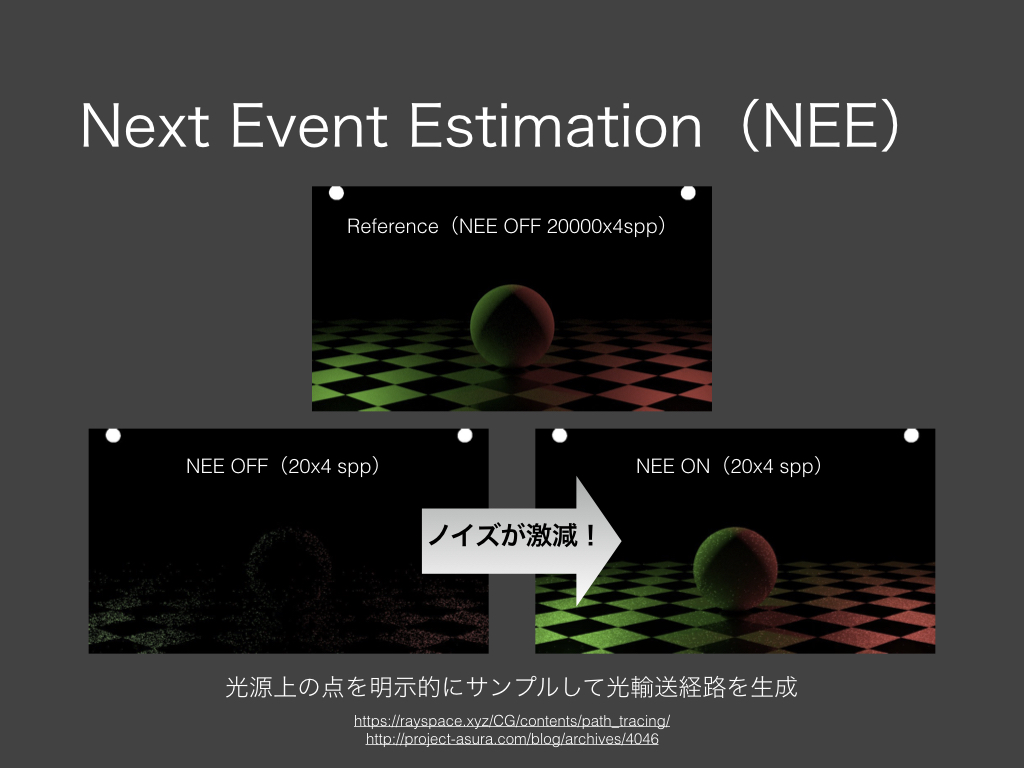 Next Event Estimation（NEE）
Reference（NEE OFF 20000x4spp）
NEE OFF（20x4 spp）
NEE ON（20x4 spp）
ノイズが激減！
光源上の点を明示的にサンプルして光輸送経路を生成
https://rayspace.xyz/CG/contents/path_tracing/
http://project-asura.com/blog/archives/4046